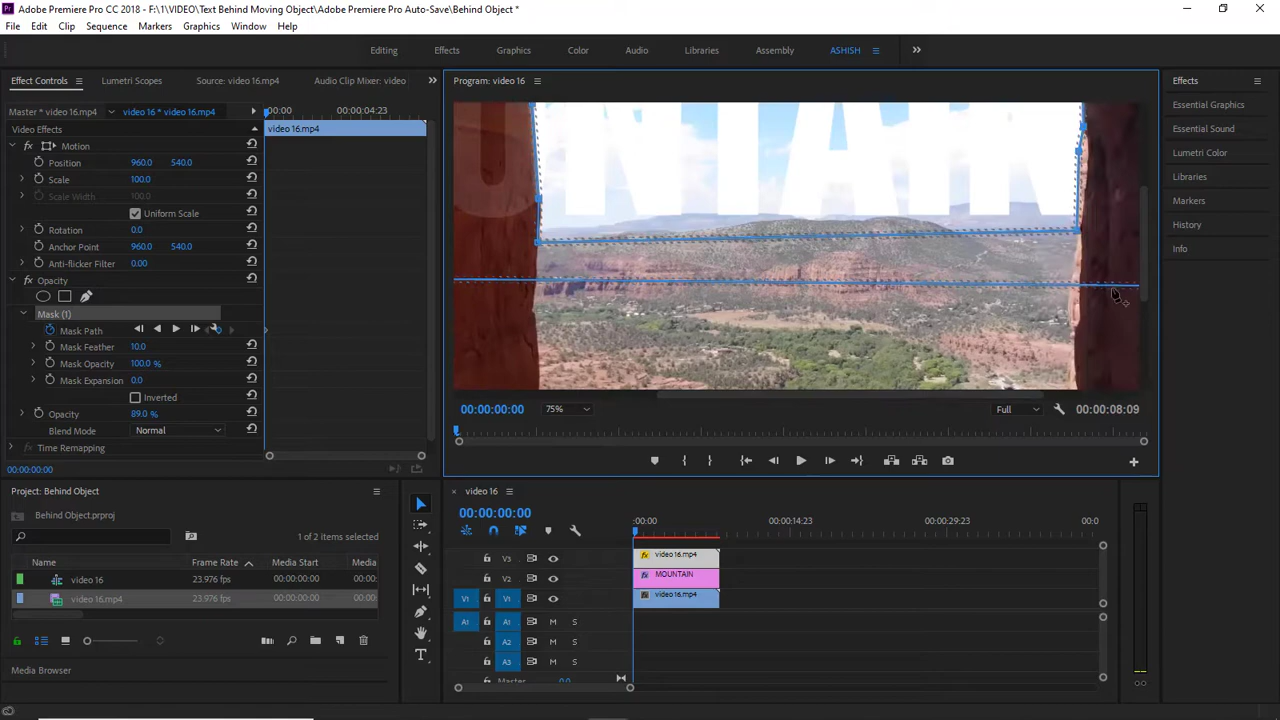 Pr Adobe Premiere Pro CC 2018 - F:\1\VIDEO\Text Behind Moving Object\Adobe Premiere Pro Auto-Save\Behind Object *
File Edit Clip Sequence Markers Graphics Window Help
Editing Effects Graphics Color Audio Libraries Assembly ASHISH
Effect Controls Lumetri Scopes Source: video 16.mp4 Audio Clip Mixer: video
Master * video 16.mp4 video 16 * video 16.mp4 :00:00 00:00:04:23
Video Effects video 16.mp4
fx Motion
Position 960.0 540.0
Scale 100.0
Scale Width 100.0
Uniform Scale
Rotation 0.0
Anchor Point 960.0 540.0
Anti-flicker Filter 0.00
fx Opacity
Mask (1)
Mask Path
Mask Feather 10.0
Mask Opacity 100.0 %
Mask Expansion 0.0
Inverted
Opacity 89.0 %
Blend Mode Normal
fx Time Remapping
00:00:00:00
Program: video 16
UNTAIN
00:00:00:00 75% Full 00:00:08:09
Effects
Essential Graphics
Essential Sound
Lumetri Color
Libraries
Markers
History
Info
Project: Behind Object
Behind Object.prproj
1 of 2 items selected
Name Frame Rate Media Start Media
video 16 23.976 fps 00:00:00:00 00:00:
video 16.mp4 23.976 fps 00:00:00:00 00:00:
Media Browser
T
video 16
00:00:00:00
:00:00 00:00:14:23 00:00:29:23 00:0
V3 fx video 16.mp4
V2 fx MOUNTAIN
V1 V1 fx video 16.mp4
A1 A1 M S
A2 M S
A3 M S
Master 0.0